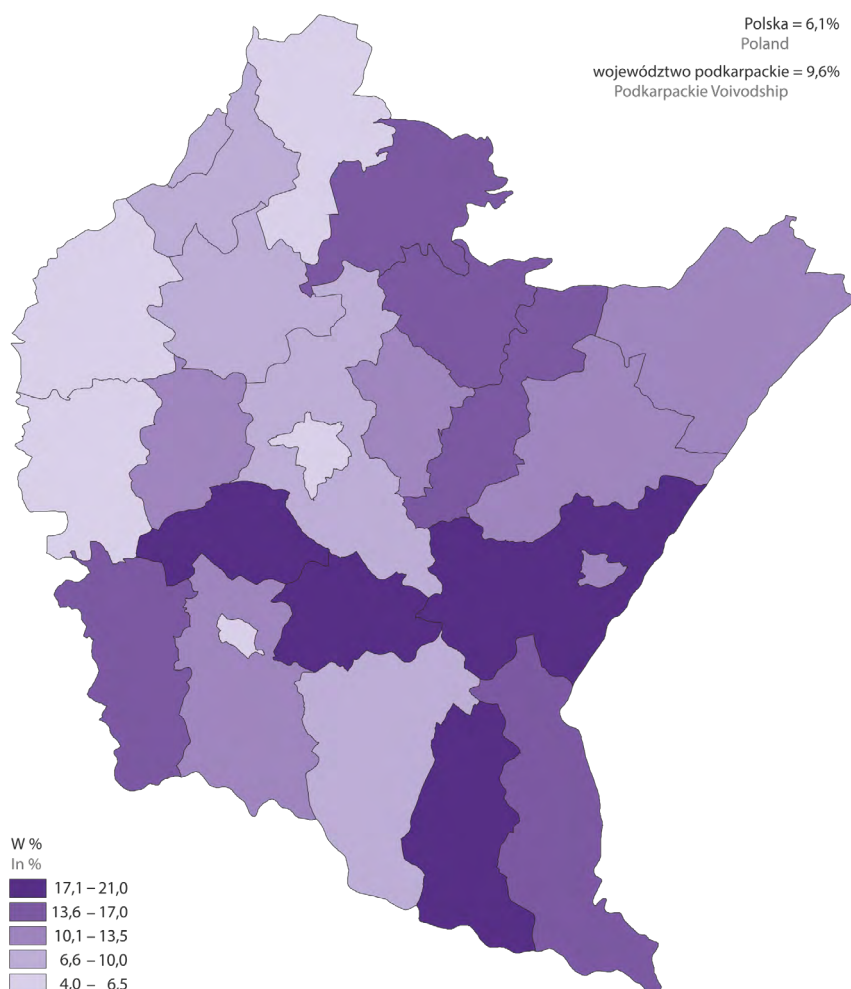 Polska = 6,1%
Poland
województwo podkarpackie = 9,6%
Podkarpackie Voivodship
W %
In %
17,1 – 21,0
13,6 – 17,0
10,1 – 13,5
6,6 – 10,0
4,0 – 6,5